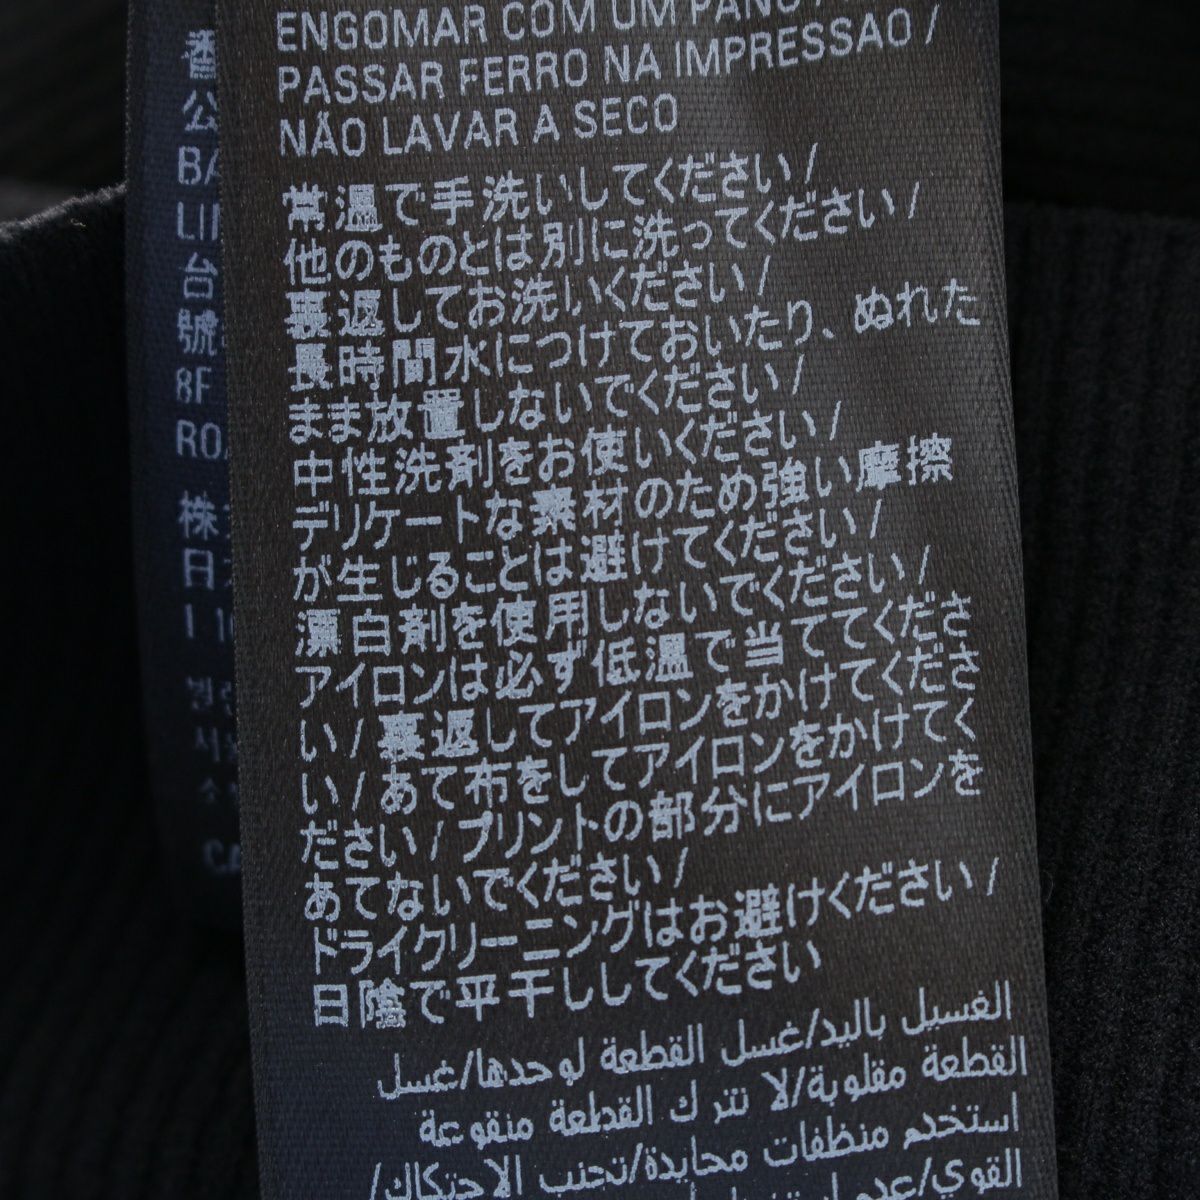 ENGOMAR COM UM PANO /
PASSAR FERRO NA IMPRESSAO /
NÃO LAVAR A SECO
常温で手洗いしてください /
他のものとは別に洗ってください /
裏返してお洗いください /
長時間水につけておいたり、ぬれた
まま放置しないでください /
中性洗剤をお使いください /
デリケートな素材のため強い摩擦
が生じることは避けてください /
漂白剤を使用しないでください /
アイロンは必ず低温で当ててくださ
い / 裏返してアイロンをかけてくださ
い / あて布をしてアイロンをかけてく
ださい / プリントの部分にアイロンを
あてないでください /
ドライクリーニングはお避けください /
日陰で平干ししてください
الغسيل باليد/غسل القطعة لوحدها/غسل
القطعة مقلوبة/لا تترك القطعة منقوعة
استخدم منظفات محايدة/تجنب الاحتكاك/
القوي/عدم
公
BA
LI
台
號
8F
RO
株
日
1 1